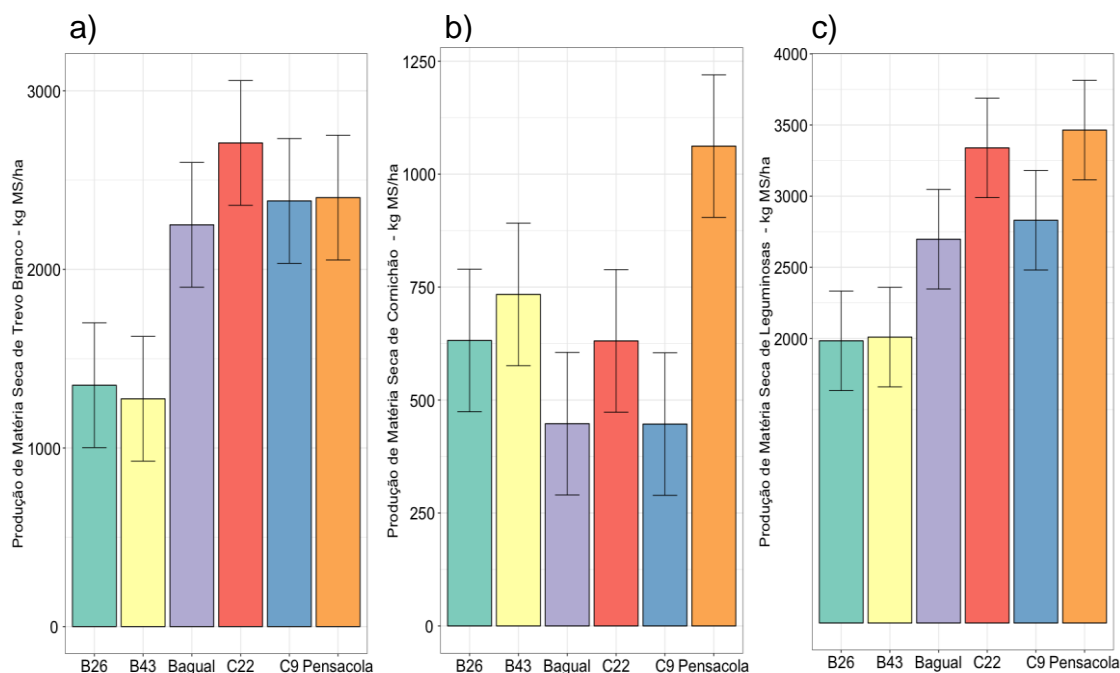 a)
Produção de Matéria Seca de Trevo Branco - kg MS/ha
3000
2000
1000
0
B26 B43 Bagual C22 C9 Pensacola
b)
Produção de Matéria Seca de Cornichão - kg MS/ha
1250
1000
750
500
250
0
B26 B43 Bagual C22 C9 Pensacola
c)
Produção de Matéria Seca de Leguminosas - kg MS/ha
4000
3500
3000
2500
2000
B26 B43 Bagual C22 C9 Pensacola